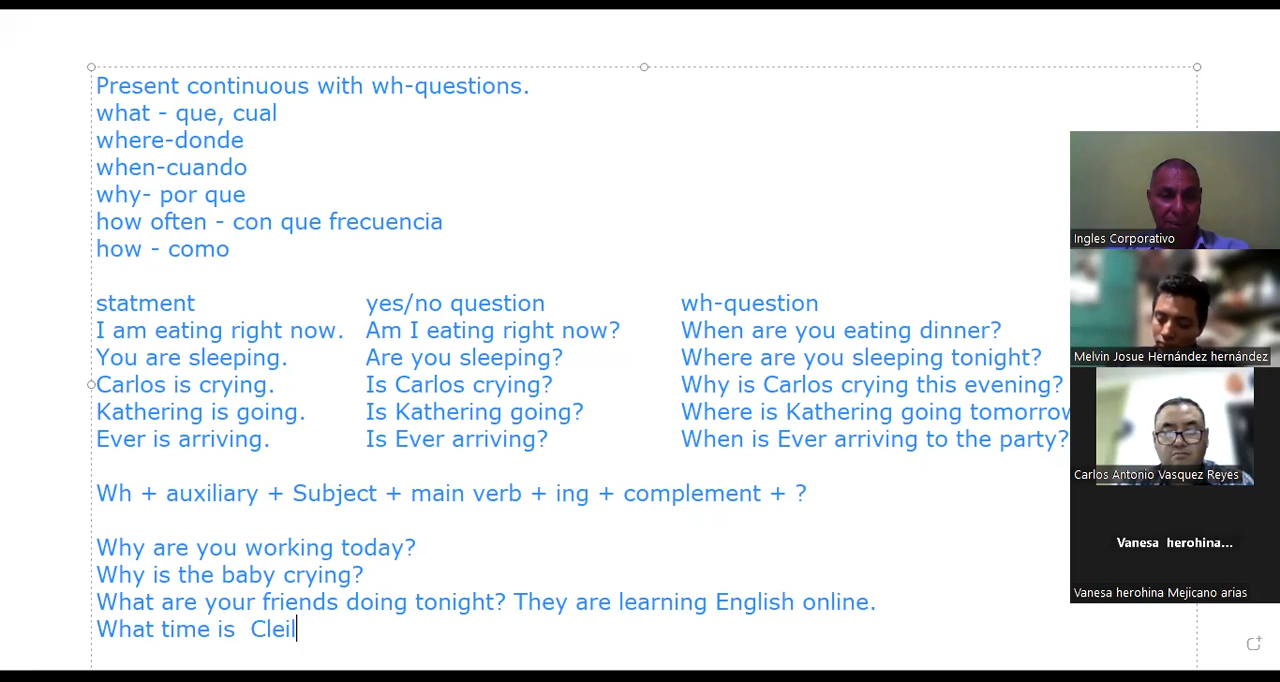 Present continuous with wh-questions.
what - que, cual
where-donde
when-cuando
why- por que
how often - con que frecuencia
how - como
statment yes/no question wh-question
I am eating right now. Am I eating right now? When are you eating dinner?
You are sleeping. Are you sleeping? Where are you sleeping tonight?
Carlos is crying. Is Carlos crying? Why is Carlos crying this evening?
Kathering is going. Is Kathering going? Where is Kathering going tomorrow
Ever is arriving. Is Ever arriving? When is Ever arriving to the party?
Wh + auxiliary + Subject + main verb + ing + complement + ?
Why are you working today?
Why is the baby crying?
What are your friends doing tonight? They are learning English online.
What time is  Cleil
Ingles Corporativo
Melvin Josue Hernández hernández
Carlos Antonio Vasquez Reyes
Vanesa herohina...
Vanesa herohina Mejicano arias